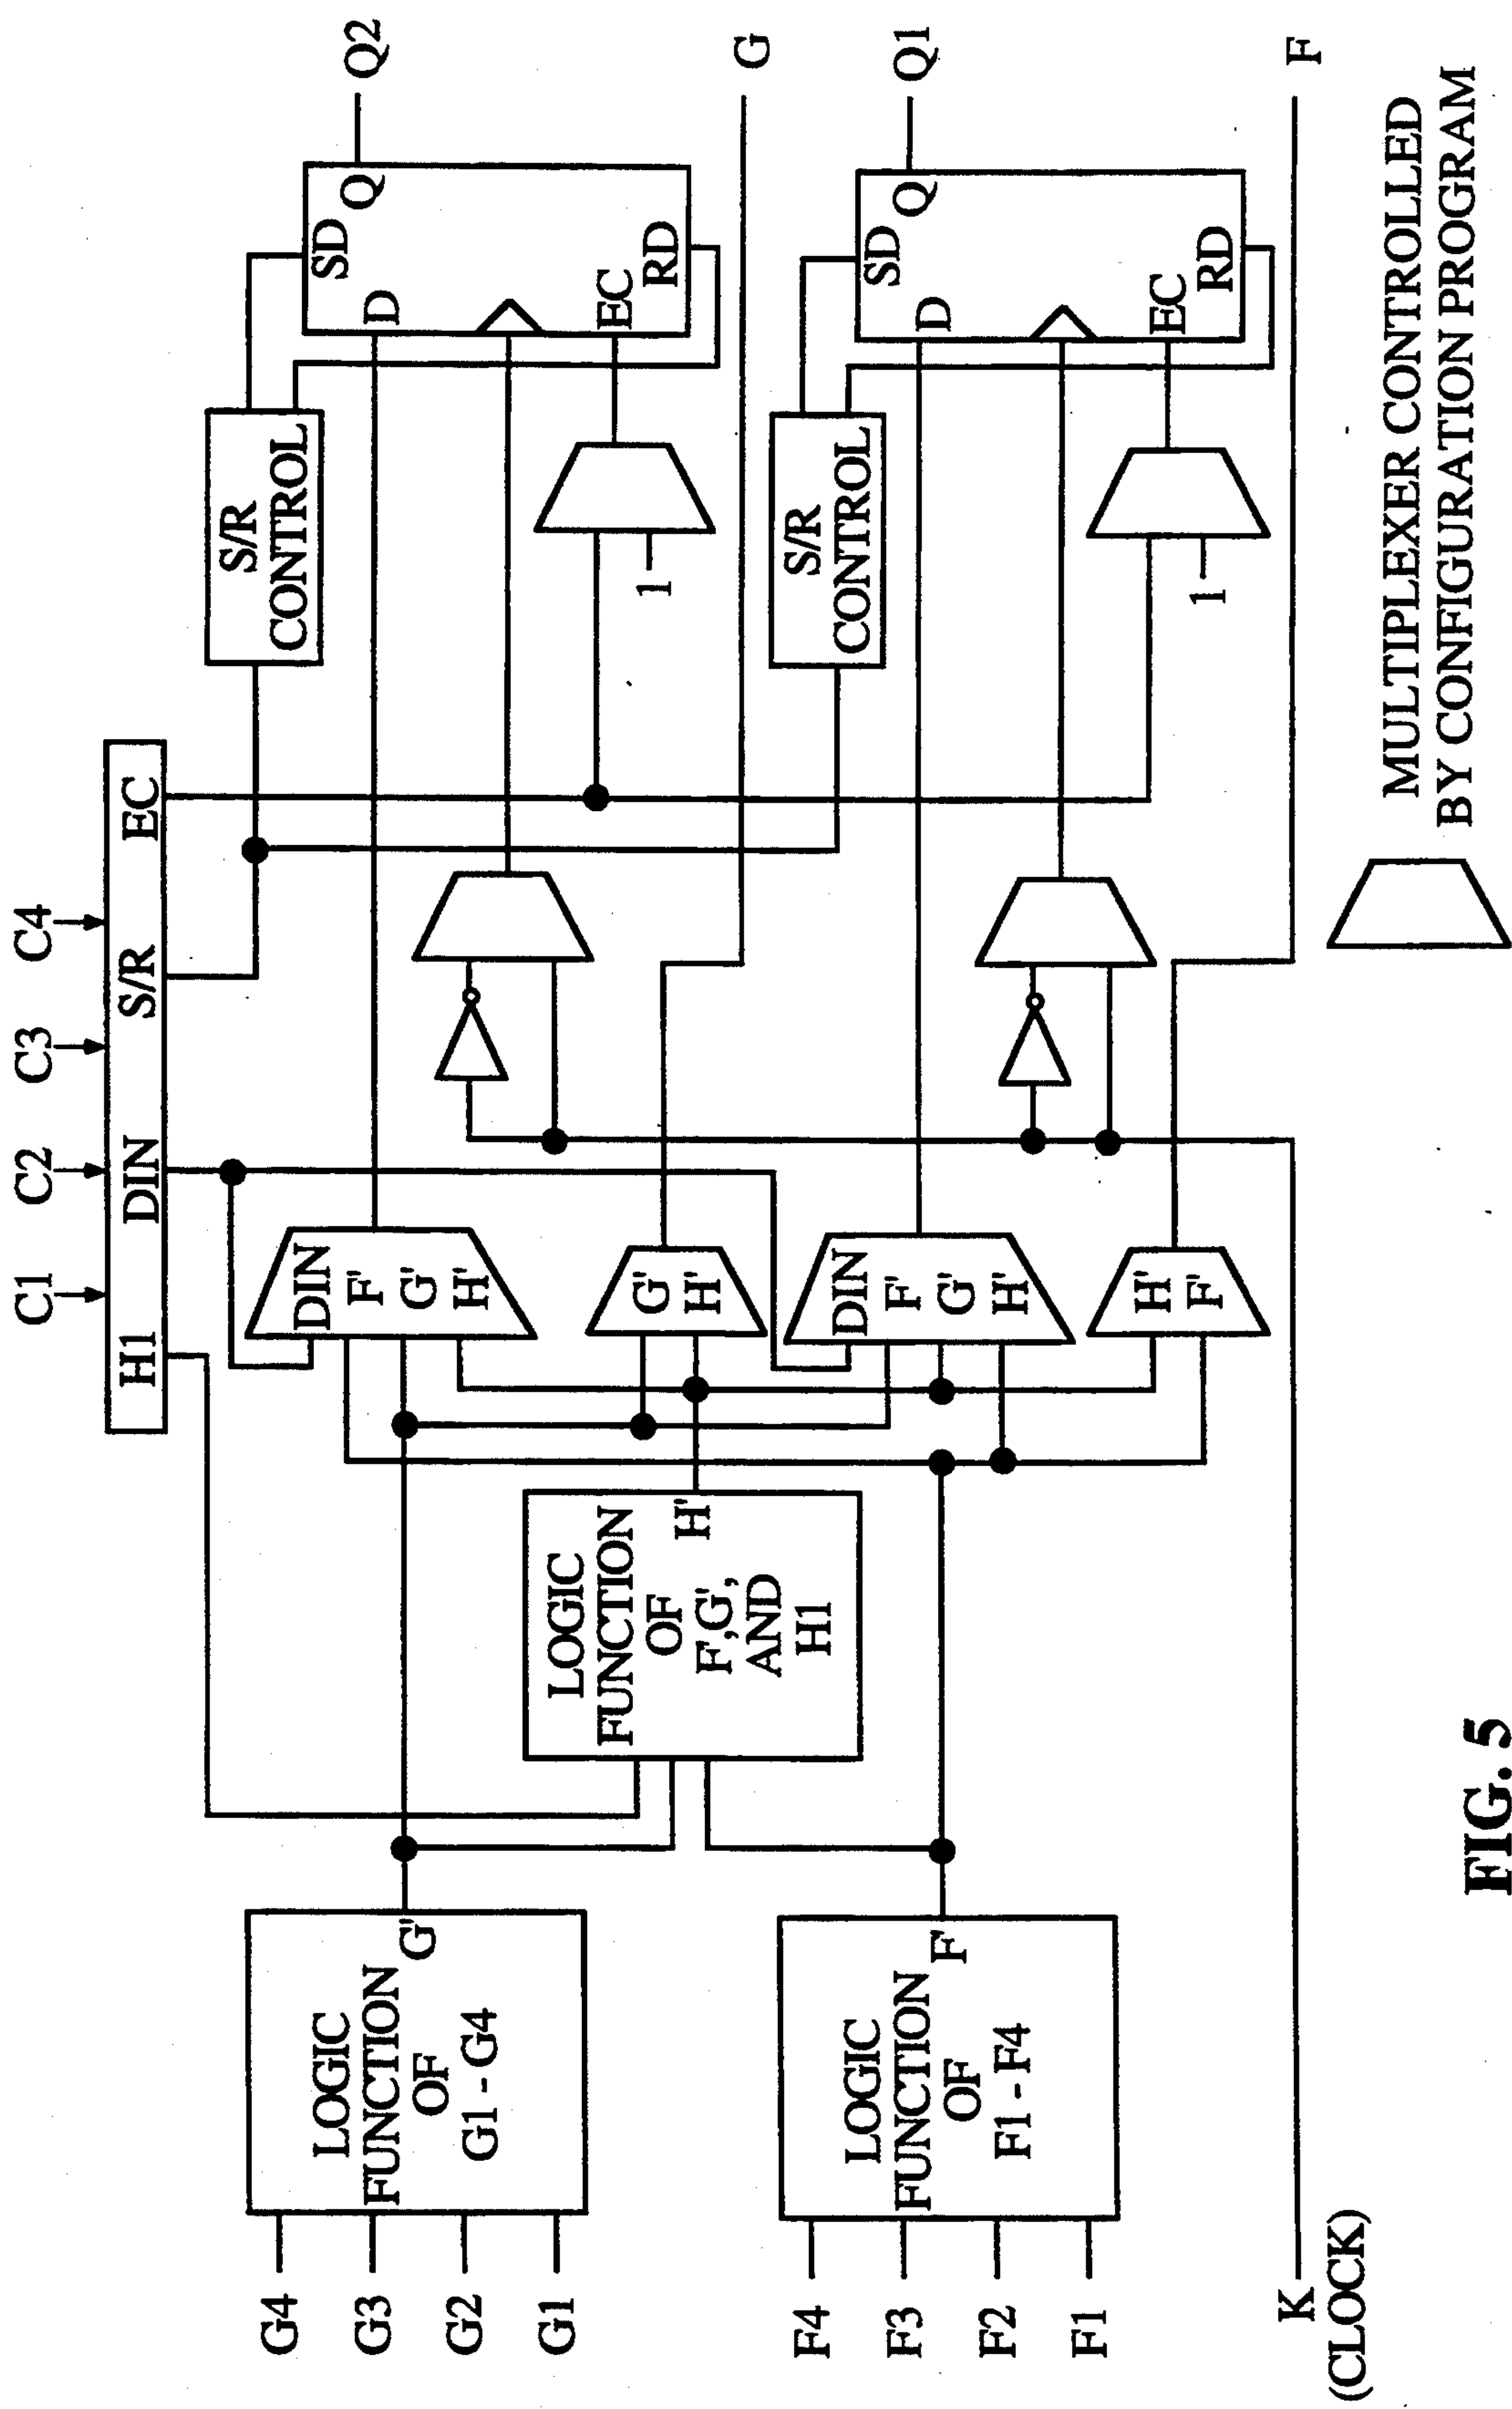 C1
C2
C3
C4
H1
DIN
S/R
EC
S/R
CONTROL
SD
Q
Q2
D
EC
RD
1
DIN
F'
G'
H'
G'
H'
G
G4
G3
G2
G1
LOGIC
FUNCTION
OF
G1 - G4
G'
LOGIC
FUNCTION
OF
F',G',
AND
H1
H'
S/R
CONTROL
SD
Q
Q1
D
EC
RD
1
DIN
F'
G'
H'
H'
F'
F
F4
F3
F2
F1
LOGIC
FUNCTION
OF
F1 - F4
F'
K
(CLOCK)
MULTIPLEXER CONTROLLED
BY CONFIGURATION PROGRAM
FIG. 5